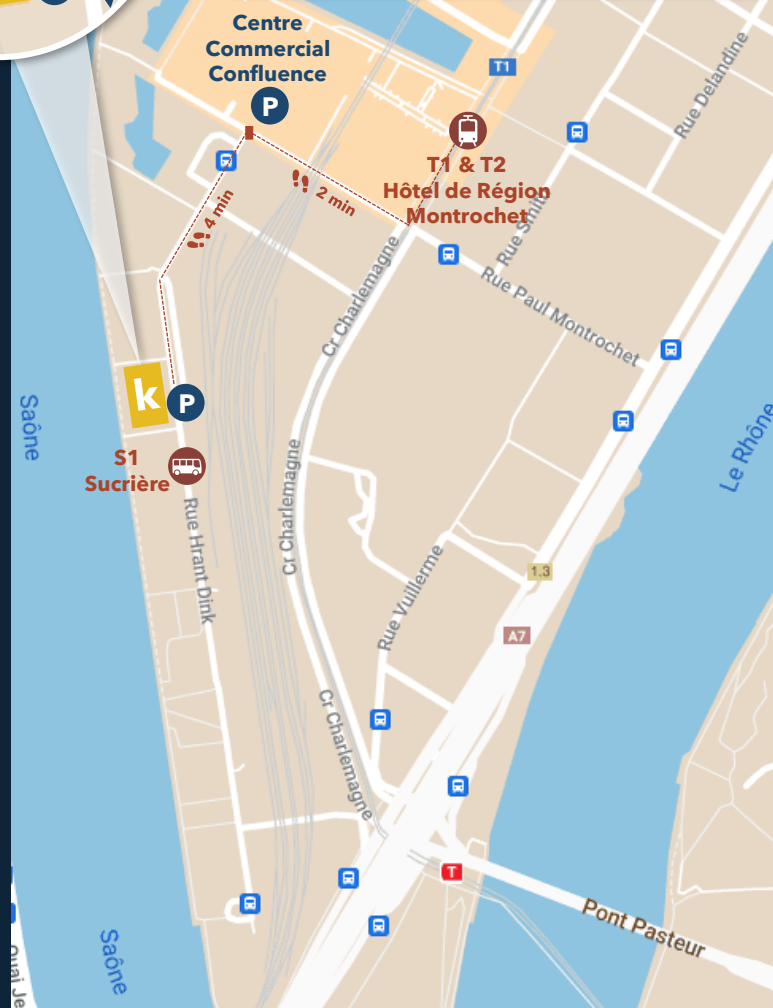 Centre
Commercial
Confluence
P
T1
Rue Delandine
T1 & T2
Hôtel de Région
Montrochet
2 min
4 min
Rue Smith
Rue Paul Montrochet
Cr Charlemagne
Saône
k
P
S1
Sucrière
Le Rhône
Cr Charlemagne
Rue Hrant Dink
Rue Vuillerme
1.3
A7
Cr Charlemagne
T
Pont Pasteur
Saône
Quai Je